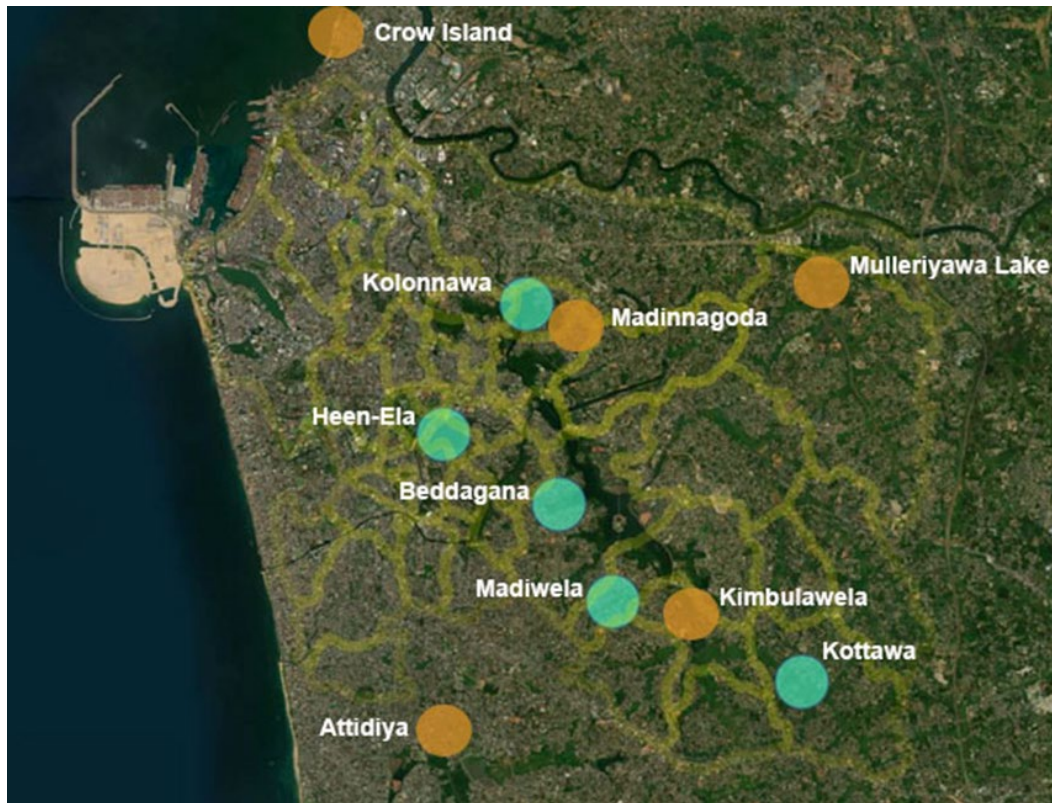 Crow Island
Mulleriyawa Lake
Kolonnawa
Madinnagoda
Heen-Ela
Beddagana
Madiwela
Kimbulawela
Kottawa
Attidiya